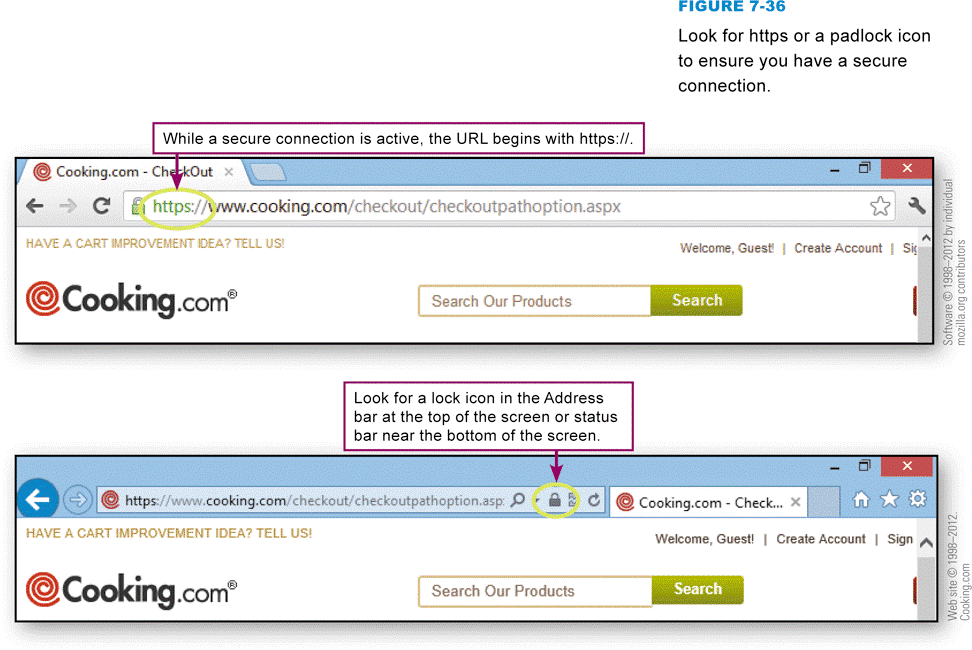 FIGURE 7-36
Look for https or a padlock icon
to ensure you have a secure
connection.
While a secure connection is active, the URL begins with https://.
Cooking.com - CheckOut
https://www.cooking.com/checkout/checkoutpathoption.aspx
HAVE A CART IMPROVEMENT IDEA? TELL US!
Welcome, Guest! | Create Account | Sig
Cooking.com®
Search Our Products
Search
Software © 1998–2012 by individual
mozilla.org contributors
Look for a lock icon in the Address
bar at the top of the screen or status
bar near the bottom of the screen.
https://www.cooking.com/checkout/checkoutpathoption.asp
Cooking.com - Check...
HAVE A CART IMPROVEMENT IDEA? TELL US!
Welcome, Guest! | Create Account | Sign
Cooking.com®
Search Our Products
Search
Web site © 1998–2012.
Cooking.com